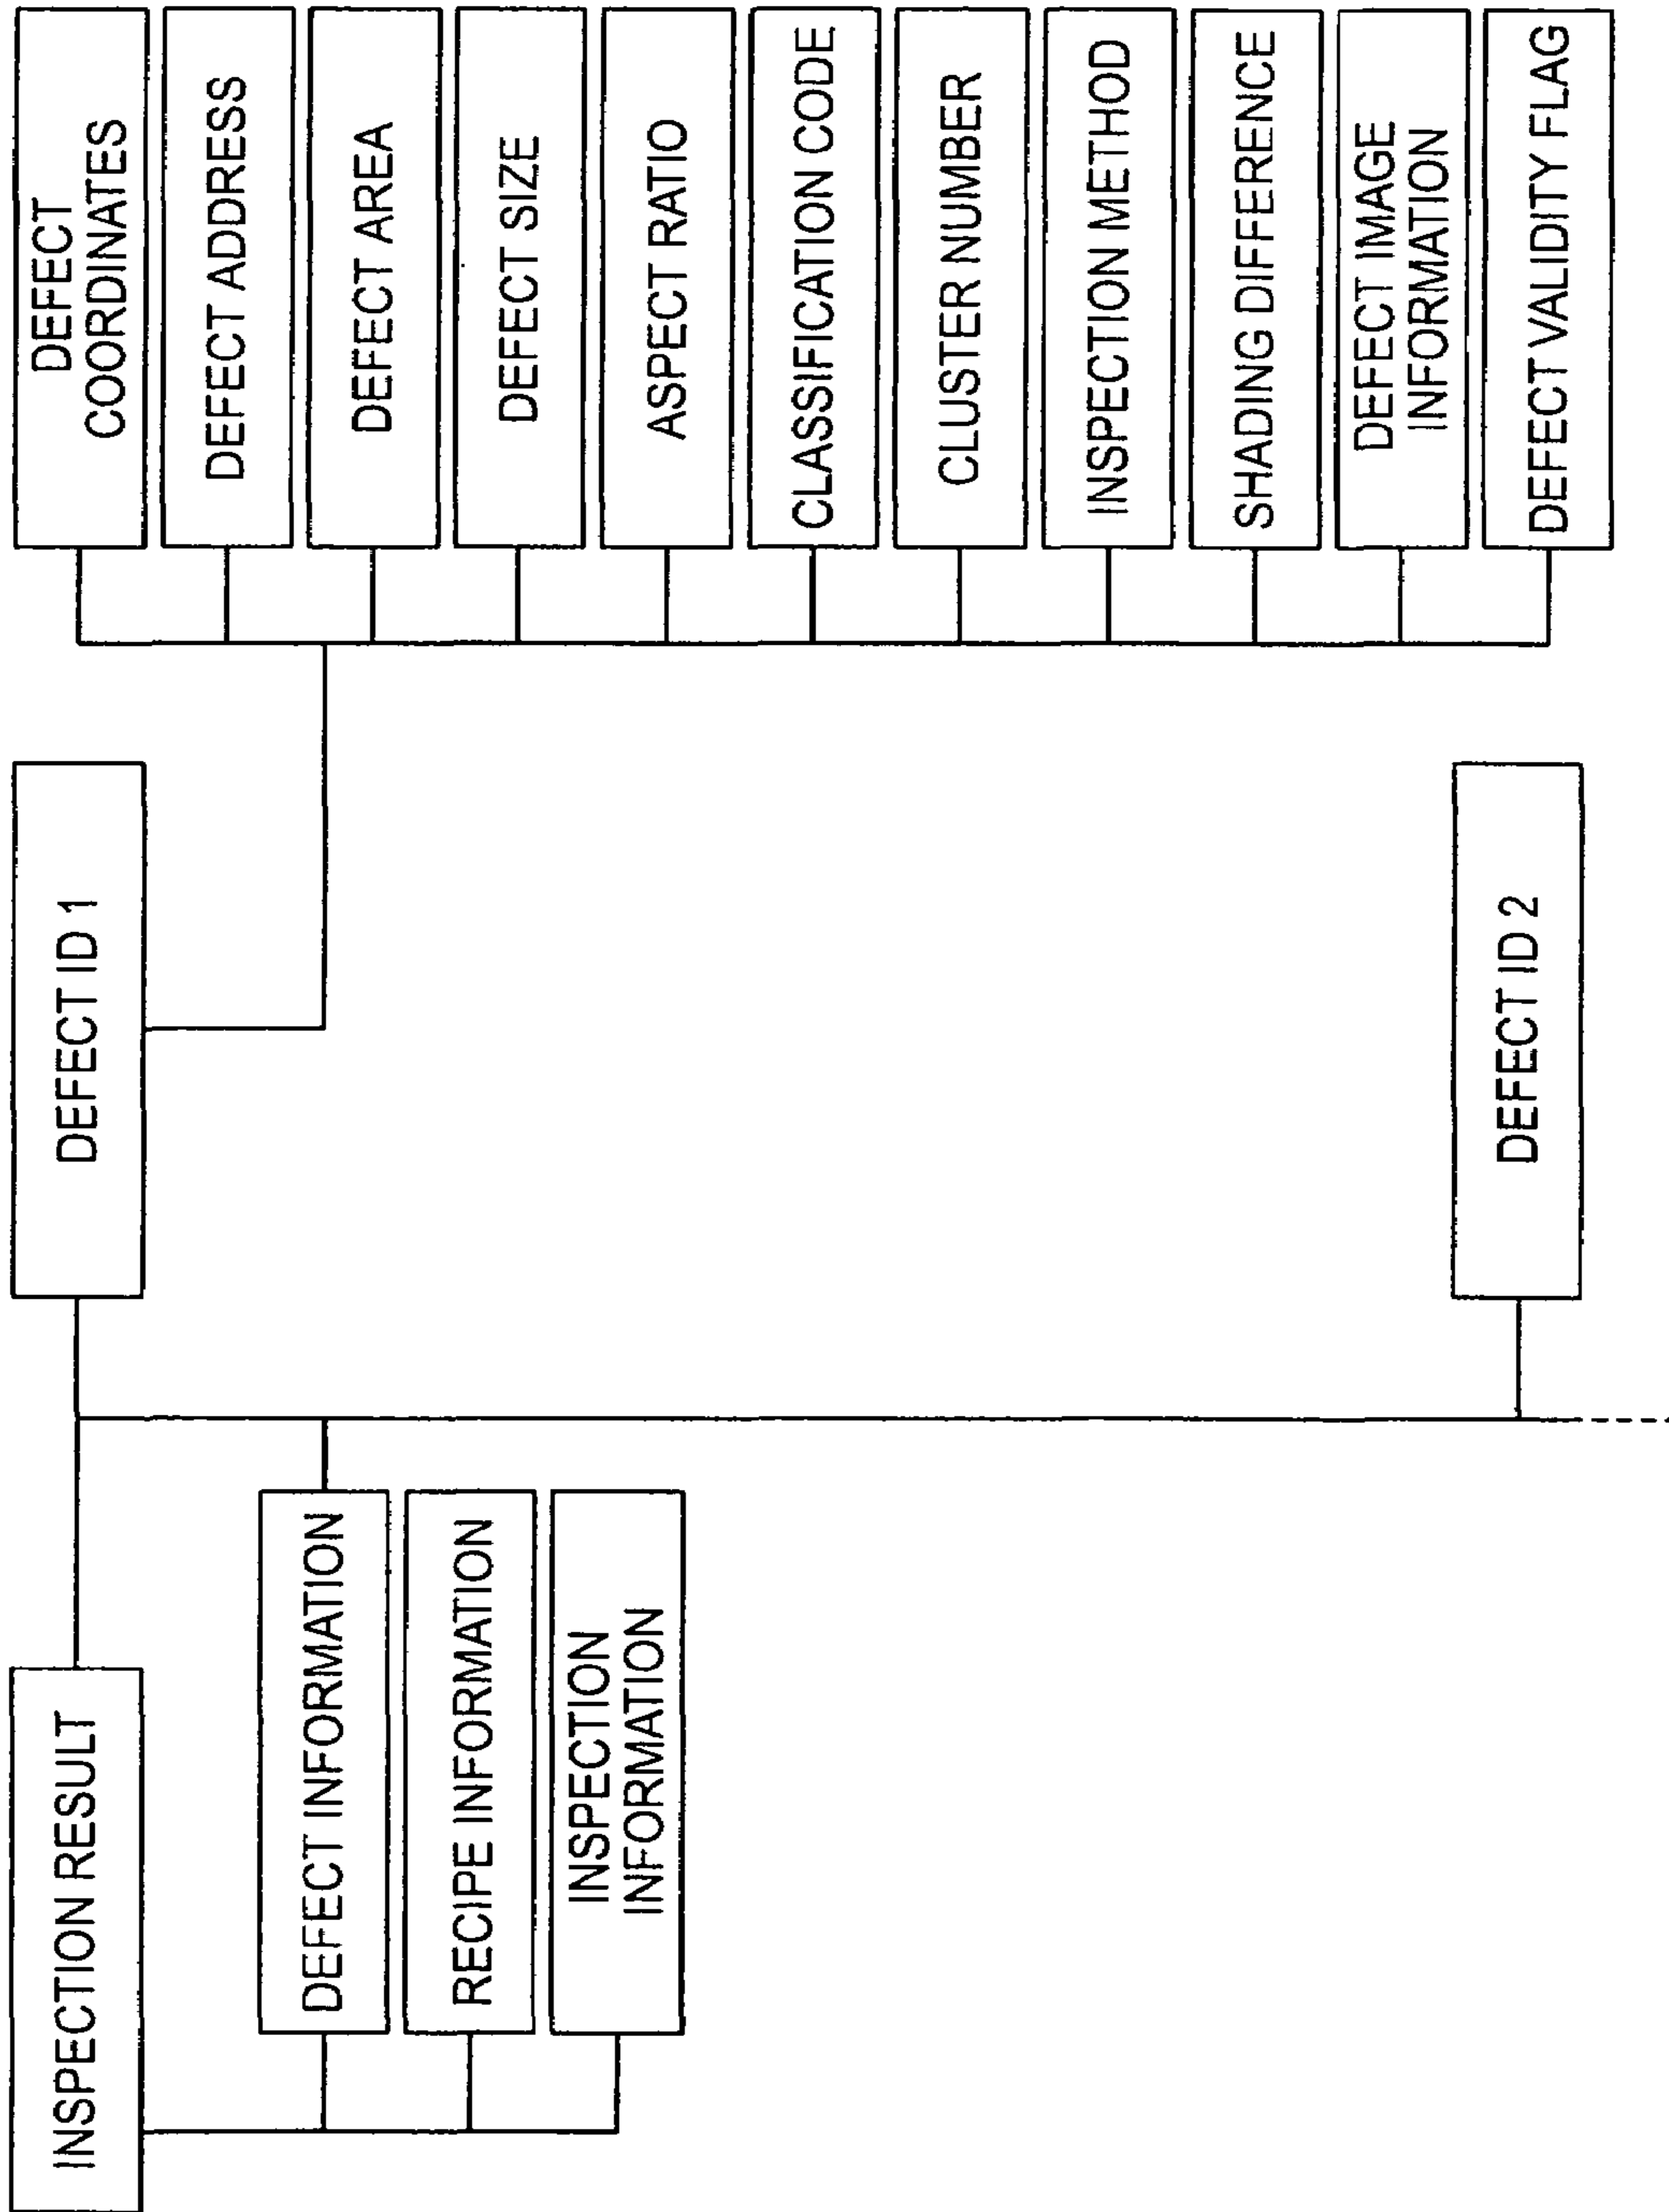 INSPECTION RESULT
DEFECT INFORMATION
RECIPE INFORMATION
INSPECTION
INFORMATION
DEFECT ID 1
DEFECT ID 2
DEFECT
COORDINATES
DEFECT ADDRESS
DEFECT AREA
DEFECT SIZE
ASPECT RATIO
CLASSIFICATION CODE
CLUSTER NUMBER
INSPECTION METHOD
SHADING DIFFERENCE
DEFECT IMAGE
INFORMATION
DEFECT VALIDITY FLAG